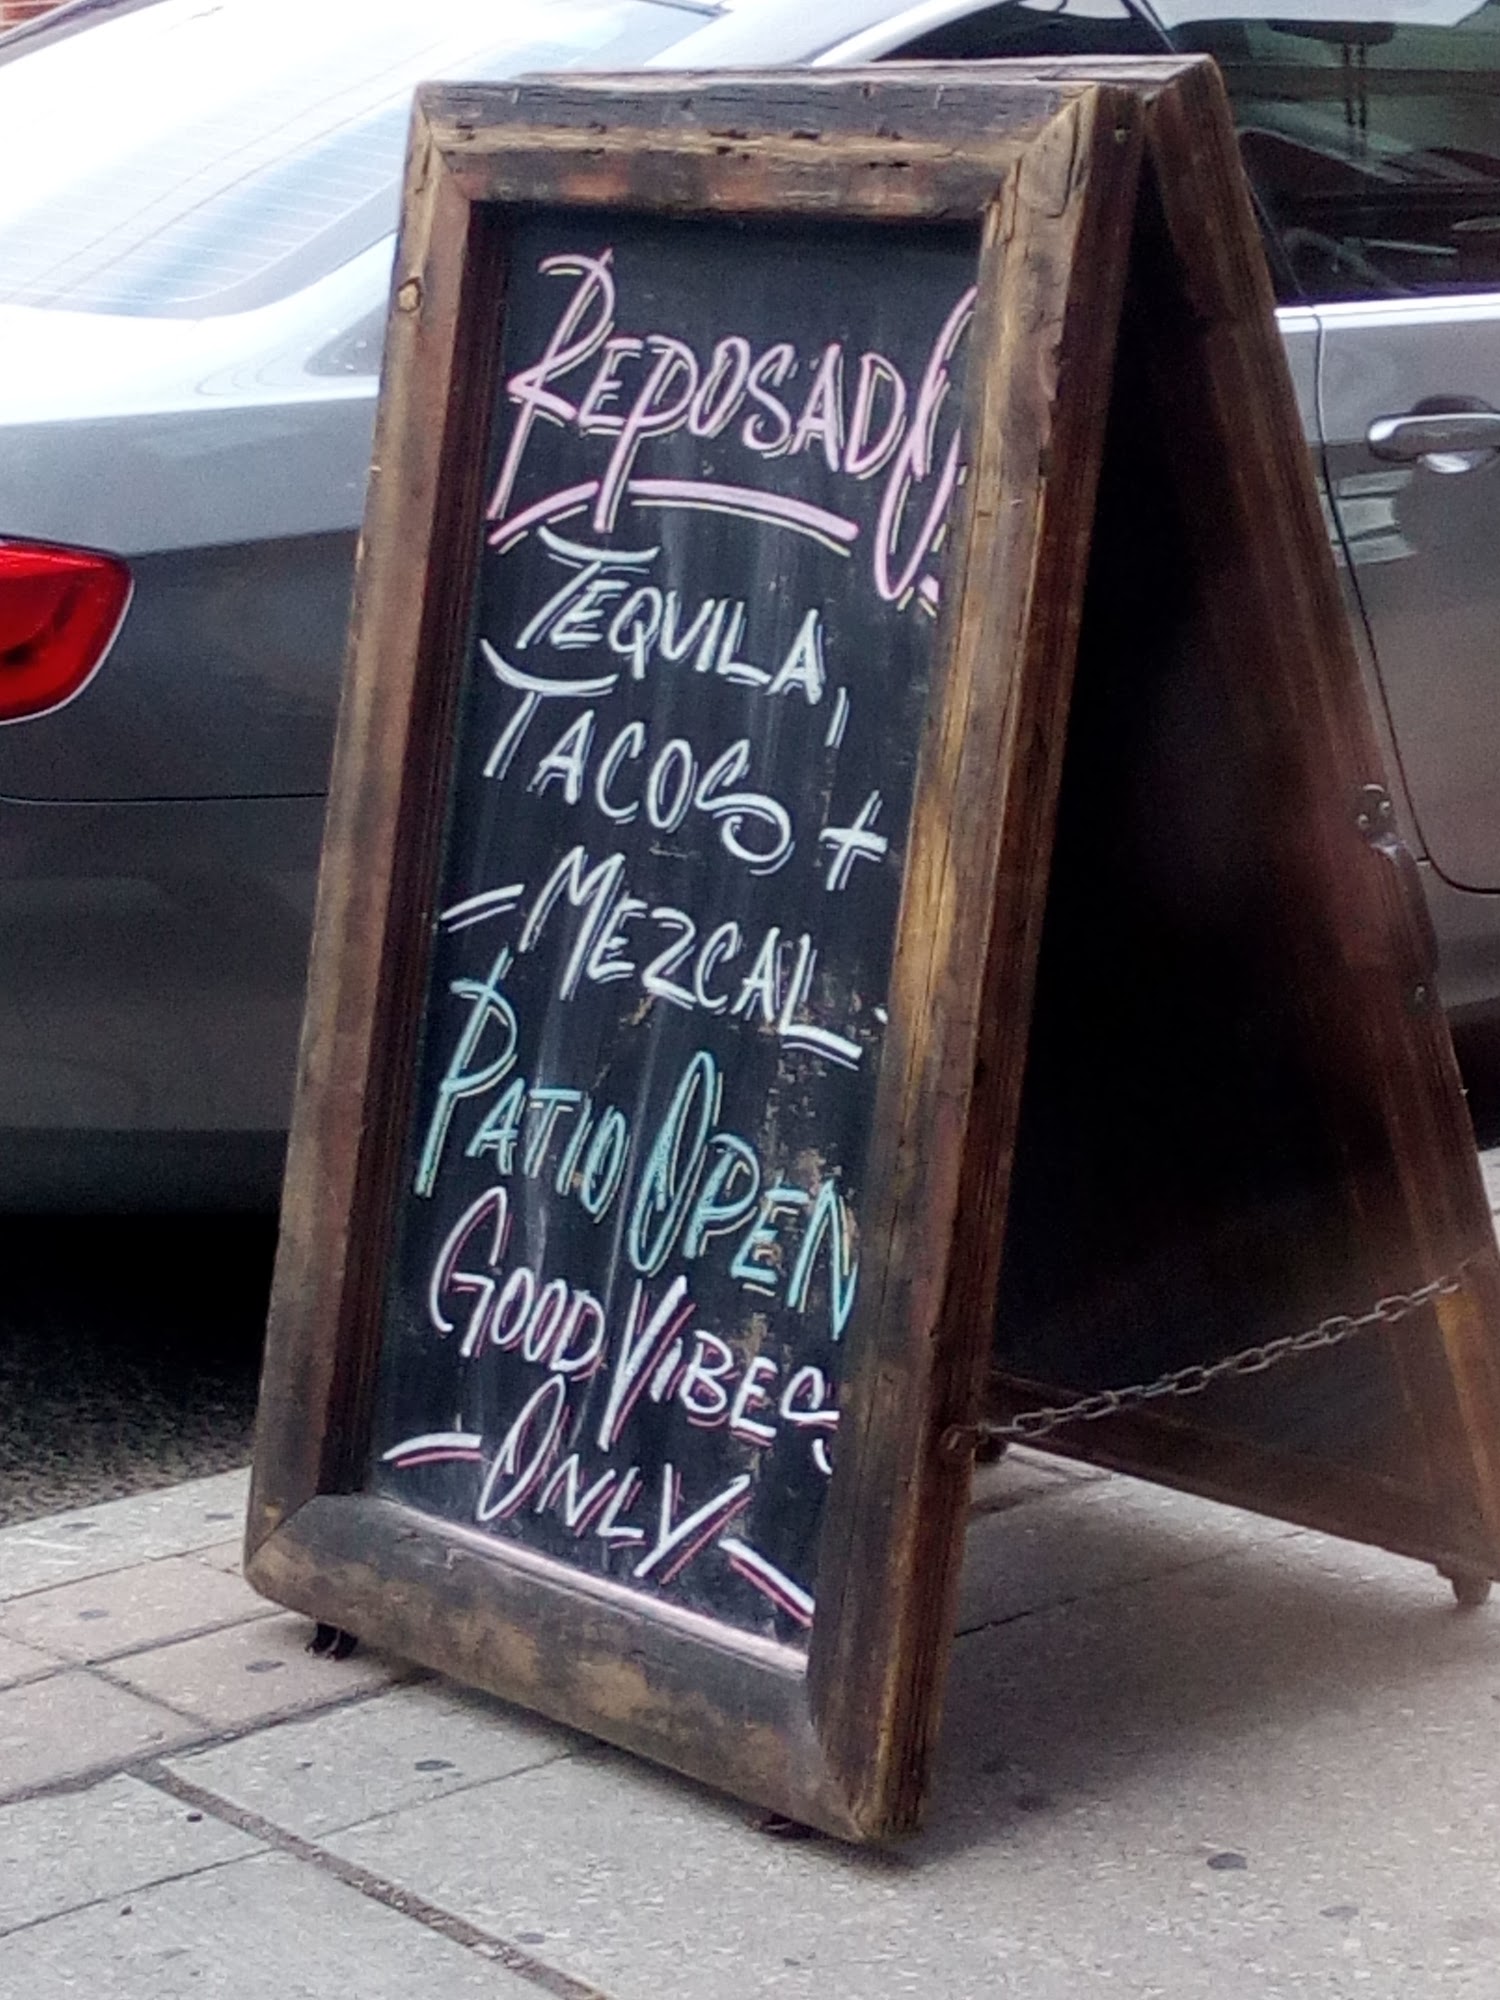 REPOSADO.
TEQUILA,
TACOS +
- MEZCAL -
PATIO OPEN
GOOD VIBES
- ONLY -